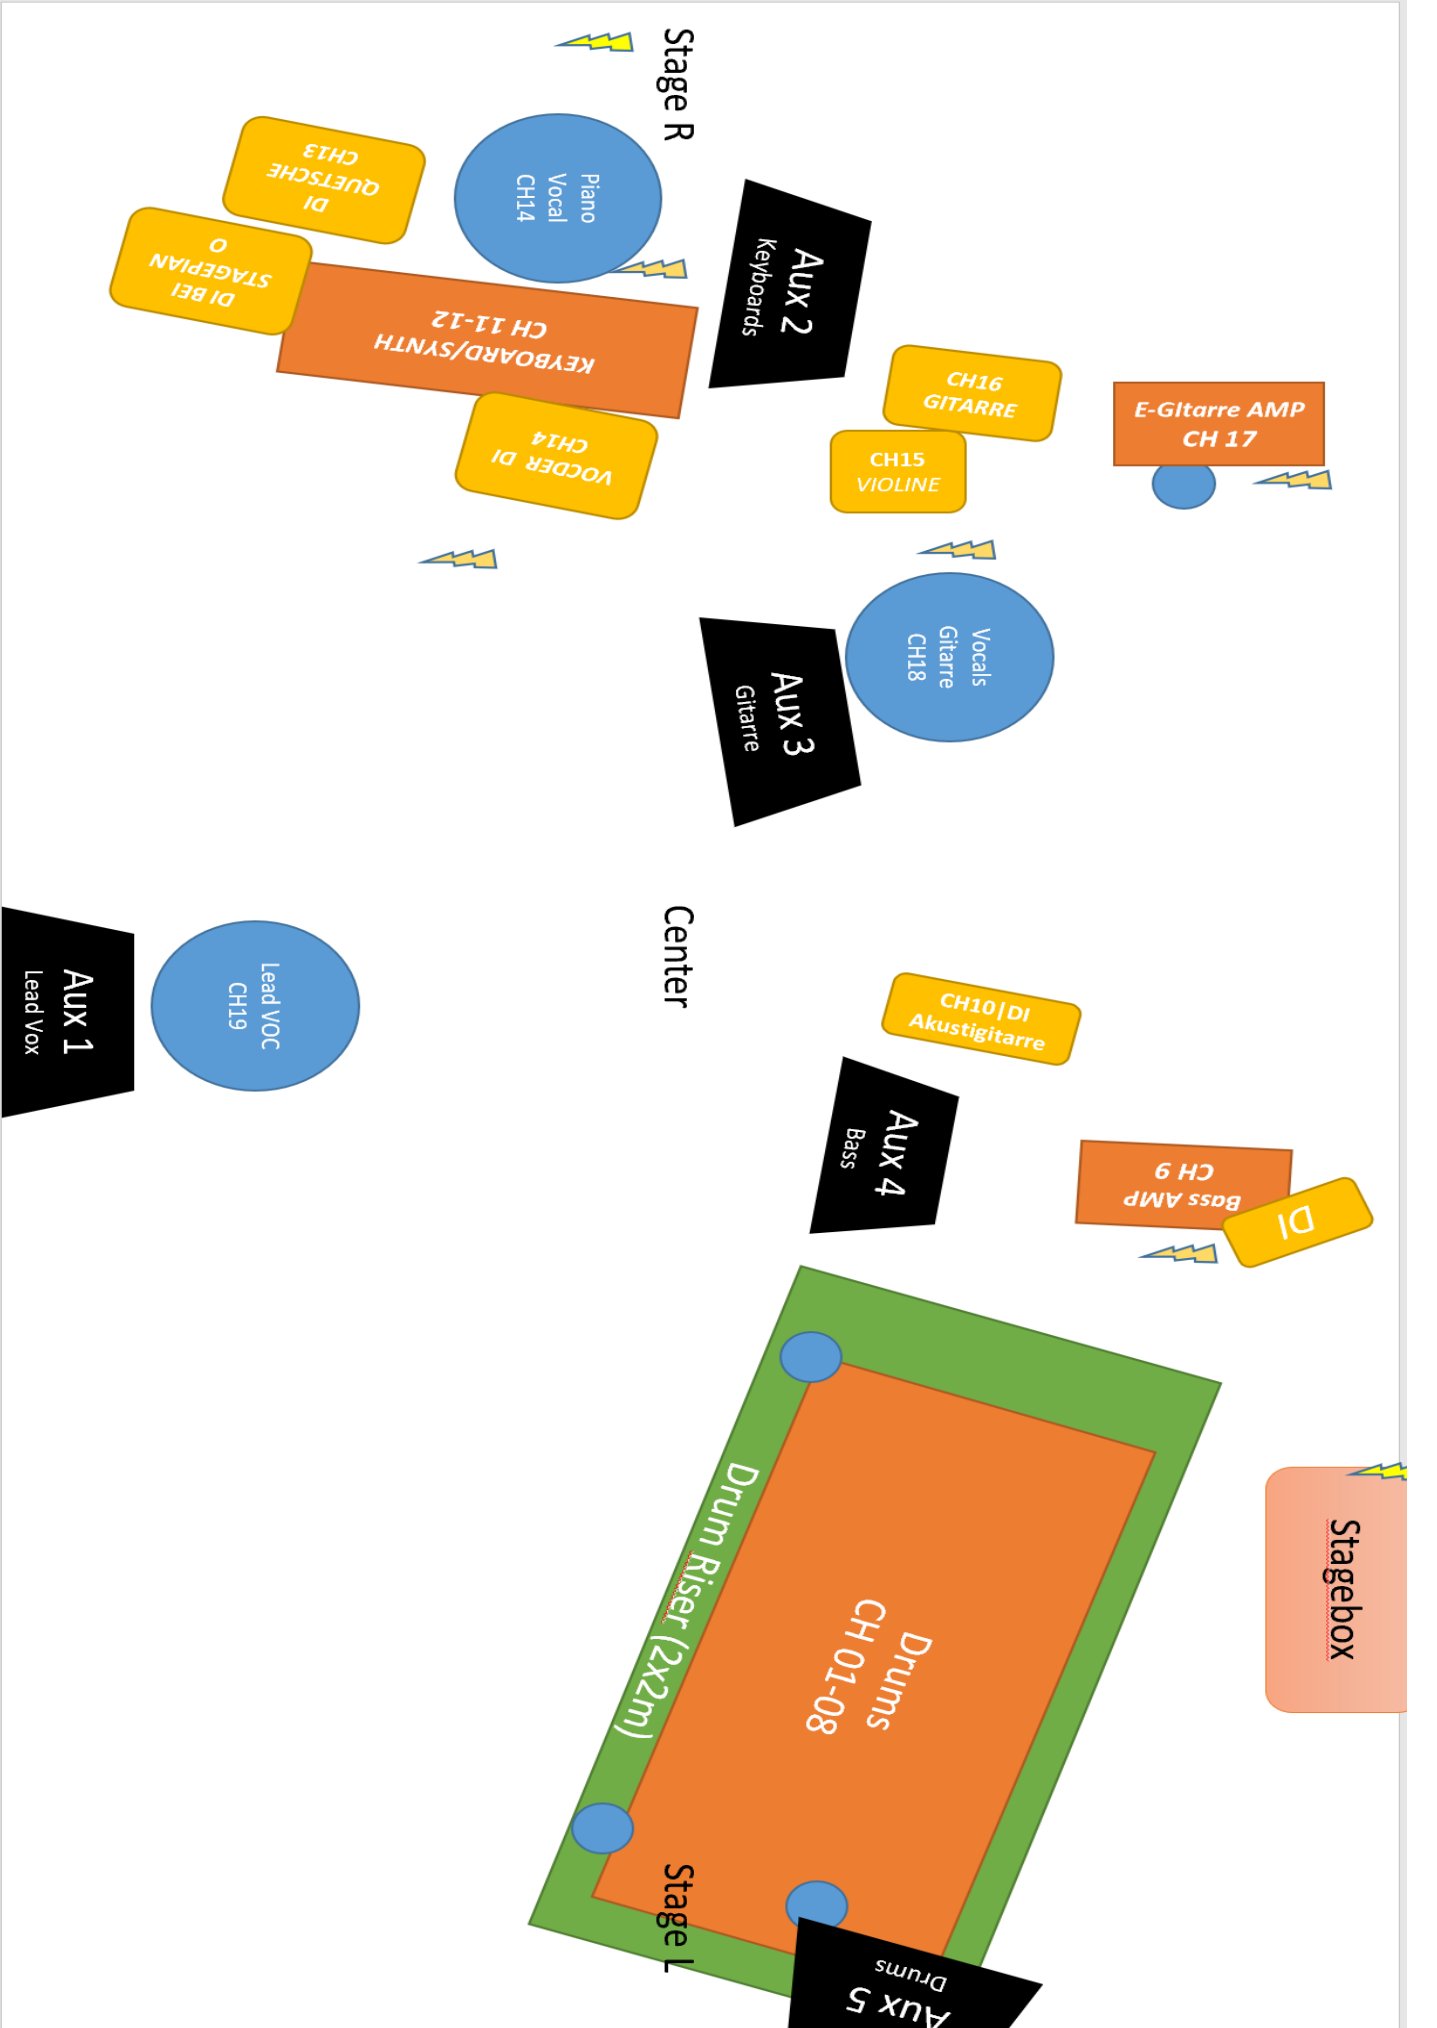 Stage R
Piano
Vocal
CH14
DI
QUETSCHE
CH13
DI BEI
STAGEPIAN
O
KEYBOARD/SYNTH
CH 11-12
VOCDER DI
CH14
Aux 2
Keyboards
CH16
GITARRE
CH15
VIOLINE
E-GItarre AMP
CH 17
Vocals
Gitarre
CH18
Aux 3
Gitarre
Center
Lead VOC
CH19
Aux 1
Lead Vox
CH10|DI
Akustigitarre
Aux 4
Bass
Bass AMP
CH 9
DI
Drums
CH 01-08
Drum Riser (2x2m)
Stagebox
Stage L
Aux 5
Drums